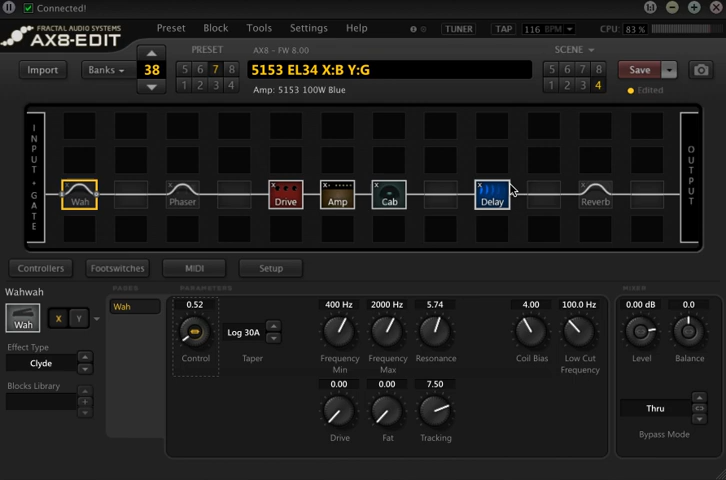 Connected!
FRACTAL AUDIO SYSTEMS
AX8-EDIT
Preset Block Tools Settings Help
TUNER TAP 116 BPM CPU: 83 %
Import Banks 38
PRESET
5 6 7 8
1 2 3 4
AX8 - FW 8.00
5153 EL34 X:B Y:G
Amp: 5153 100W Blue
SCENE
5 6 7 8
1 2 3 4
Save
Edited
INPUT • GATE
X Wah
X Phaser
X Drive
X Amp
X Cab
X Delay
X Reverb
OUTPUT
Controllers Footswitches MIDI Setup
Wahwah
Wah
X Y
Effect Type
Clyde
Blocks Library
PAGES
Wah
PARAMETERS
0.52
Control
Log 30A
Taper
400 Hz 2000 Hz 5.74 4.00 100.0 Hz
Frequency Min
Frequency Max
Resonance
Coil Bias
Low Cut Frequency
0.00 0.00 7.50
Drive Fat Tracking
MIXER
0.00 dB 0.0
Level Balance
Thru
Bypass Mode